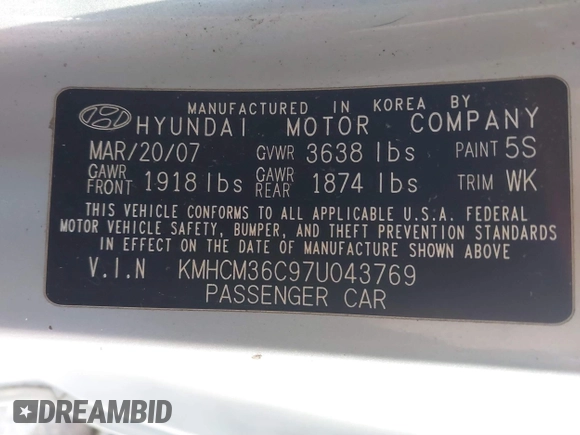 MANUFACTURED IN KOREA BY
HYUNDAI MOTOR COMPANY
MAR/20/07 GVWR 3638 lbs PAINT 5S
GAWR FRONT 1918 lbs GAWR REAR 1874 lbs TRIM WK
THIS VEHICLE CONFORMS TO ALL APPLICABLE U.S.A. FEDERAL
MOTOR VEHICLE SAFETY, BUMPER, AND THEFT PREVENTION STANDARDS
IN EFFECT ON THE DATE OF MANUFACTURE SHOWN ABOVE
V.I.N KMHCM36C97U043769
PASSENGER CAR
DREAMBID